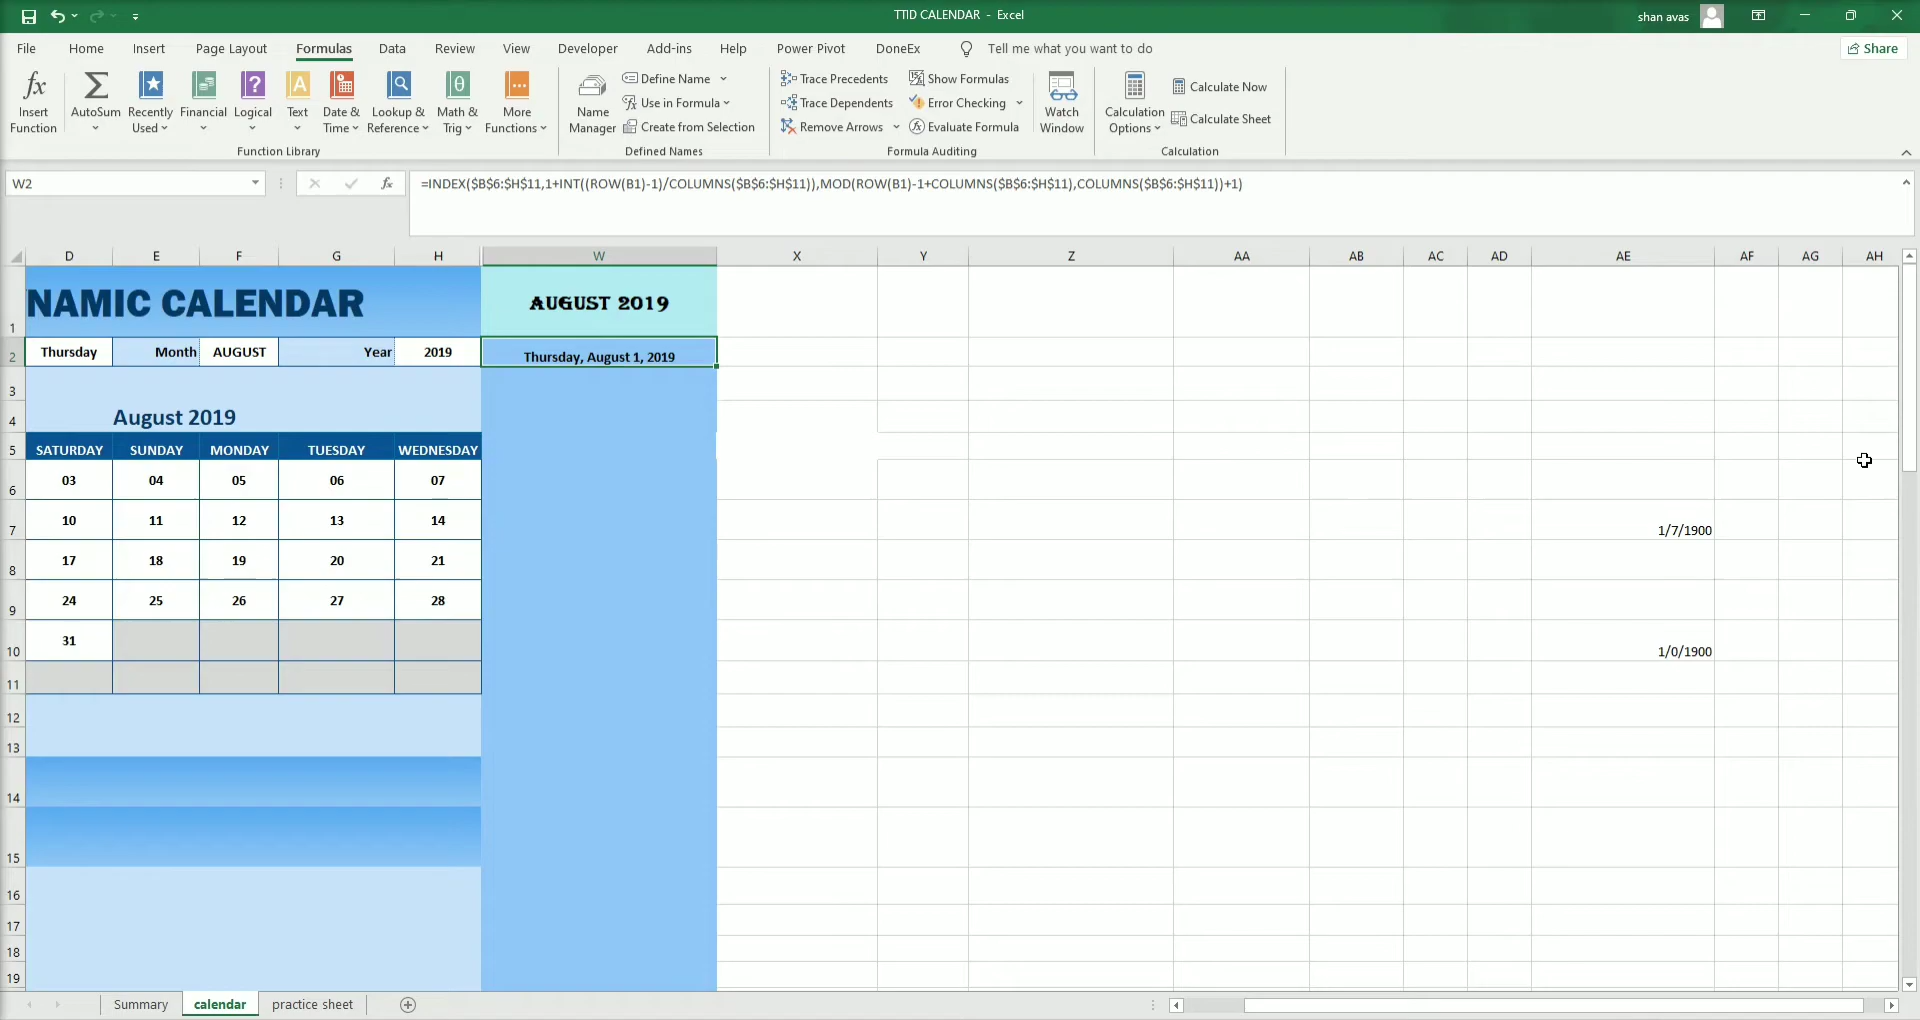 TTID CALENDAR - Excel
shan avas
File Home Insert Page Layout Formulas Data Review View Developer Add-ins Help Power Pivot DoneEx Tell me what you want to do Share
Insert Function
AutoSum
Recently Used
Financial
Logical
Text
Date & Time
Lookup & Reference
Math & Trig
More Functions
Function Library
Name Manager
Define Name
Use in Formula
Create from Selection
Defined Names
Trace Precedents
Trace Dependents
Remove Arrows
Show Formulas
Error Checking
Evaluate Formula
Formula Auditing
Watch Window
Calculation Options
Calculate Now
Calculate Sheet
Calculation
W2
fx
=INDEX($B$6:$H$11,1+INT((ROW(B1)-1)/COLUMNS($B$6:$H$11)),MOD(ROW(B1)-1+COLUMNS($B$6:$H$11),COLUMNS($B$6:$H$11))+1)
D E F G H W X Y Z AA AB AC AD AE AF AG AH
1 NAMIC CALENDAR AUGUST 2019
2 Thursday Month AUGUST Year 2019 Thursday, August 1, 2019
3
4 August 2019
5 SATURDAY SUNDAY MONDAY TUESDAY WEDNESDAY
6 03 04 05 06 07
7 10 11 12 13 14 1/7/1900
8 17 18 19 20 21
9 24 25 26 27 28
10 31 1/0/1900
11
12
13
14
15
16
17
18
19
Summary calendar practice sheet